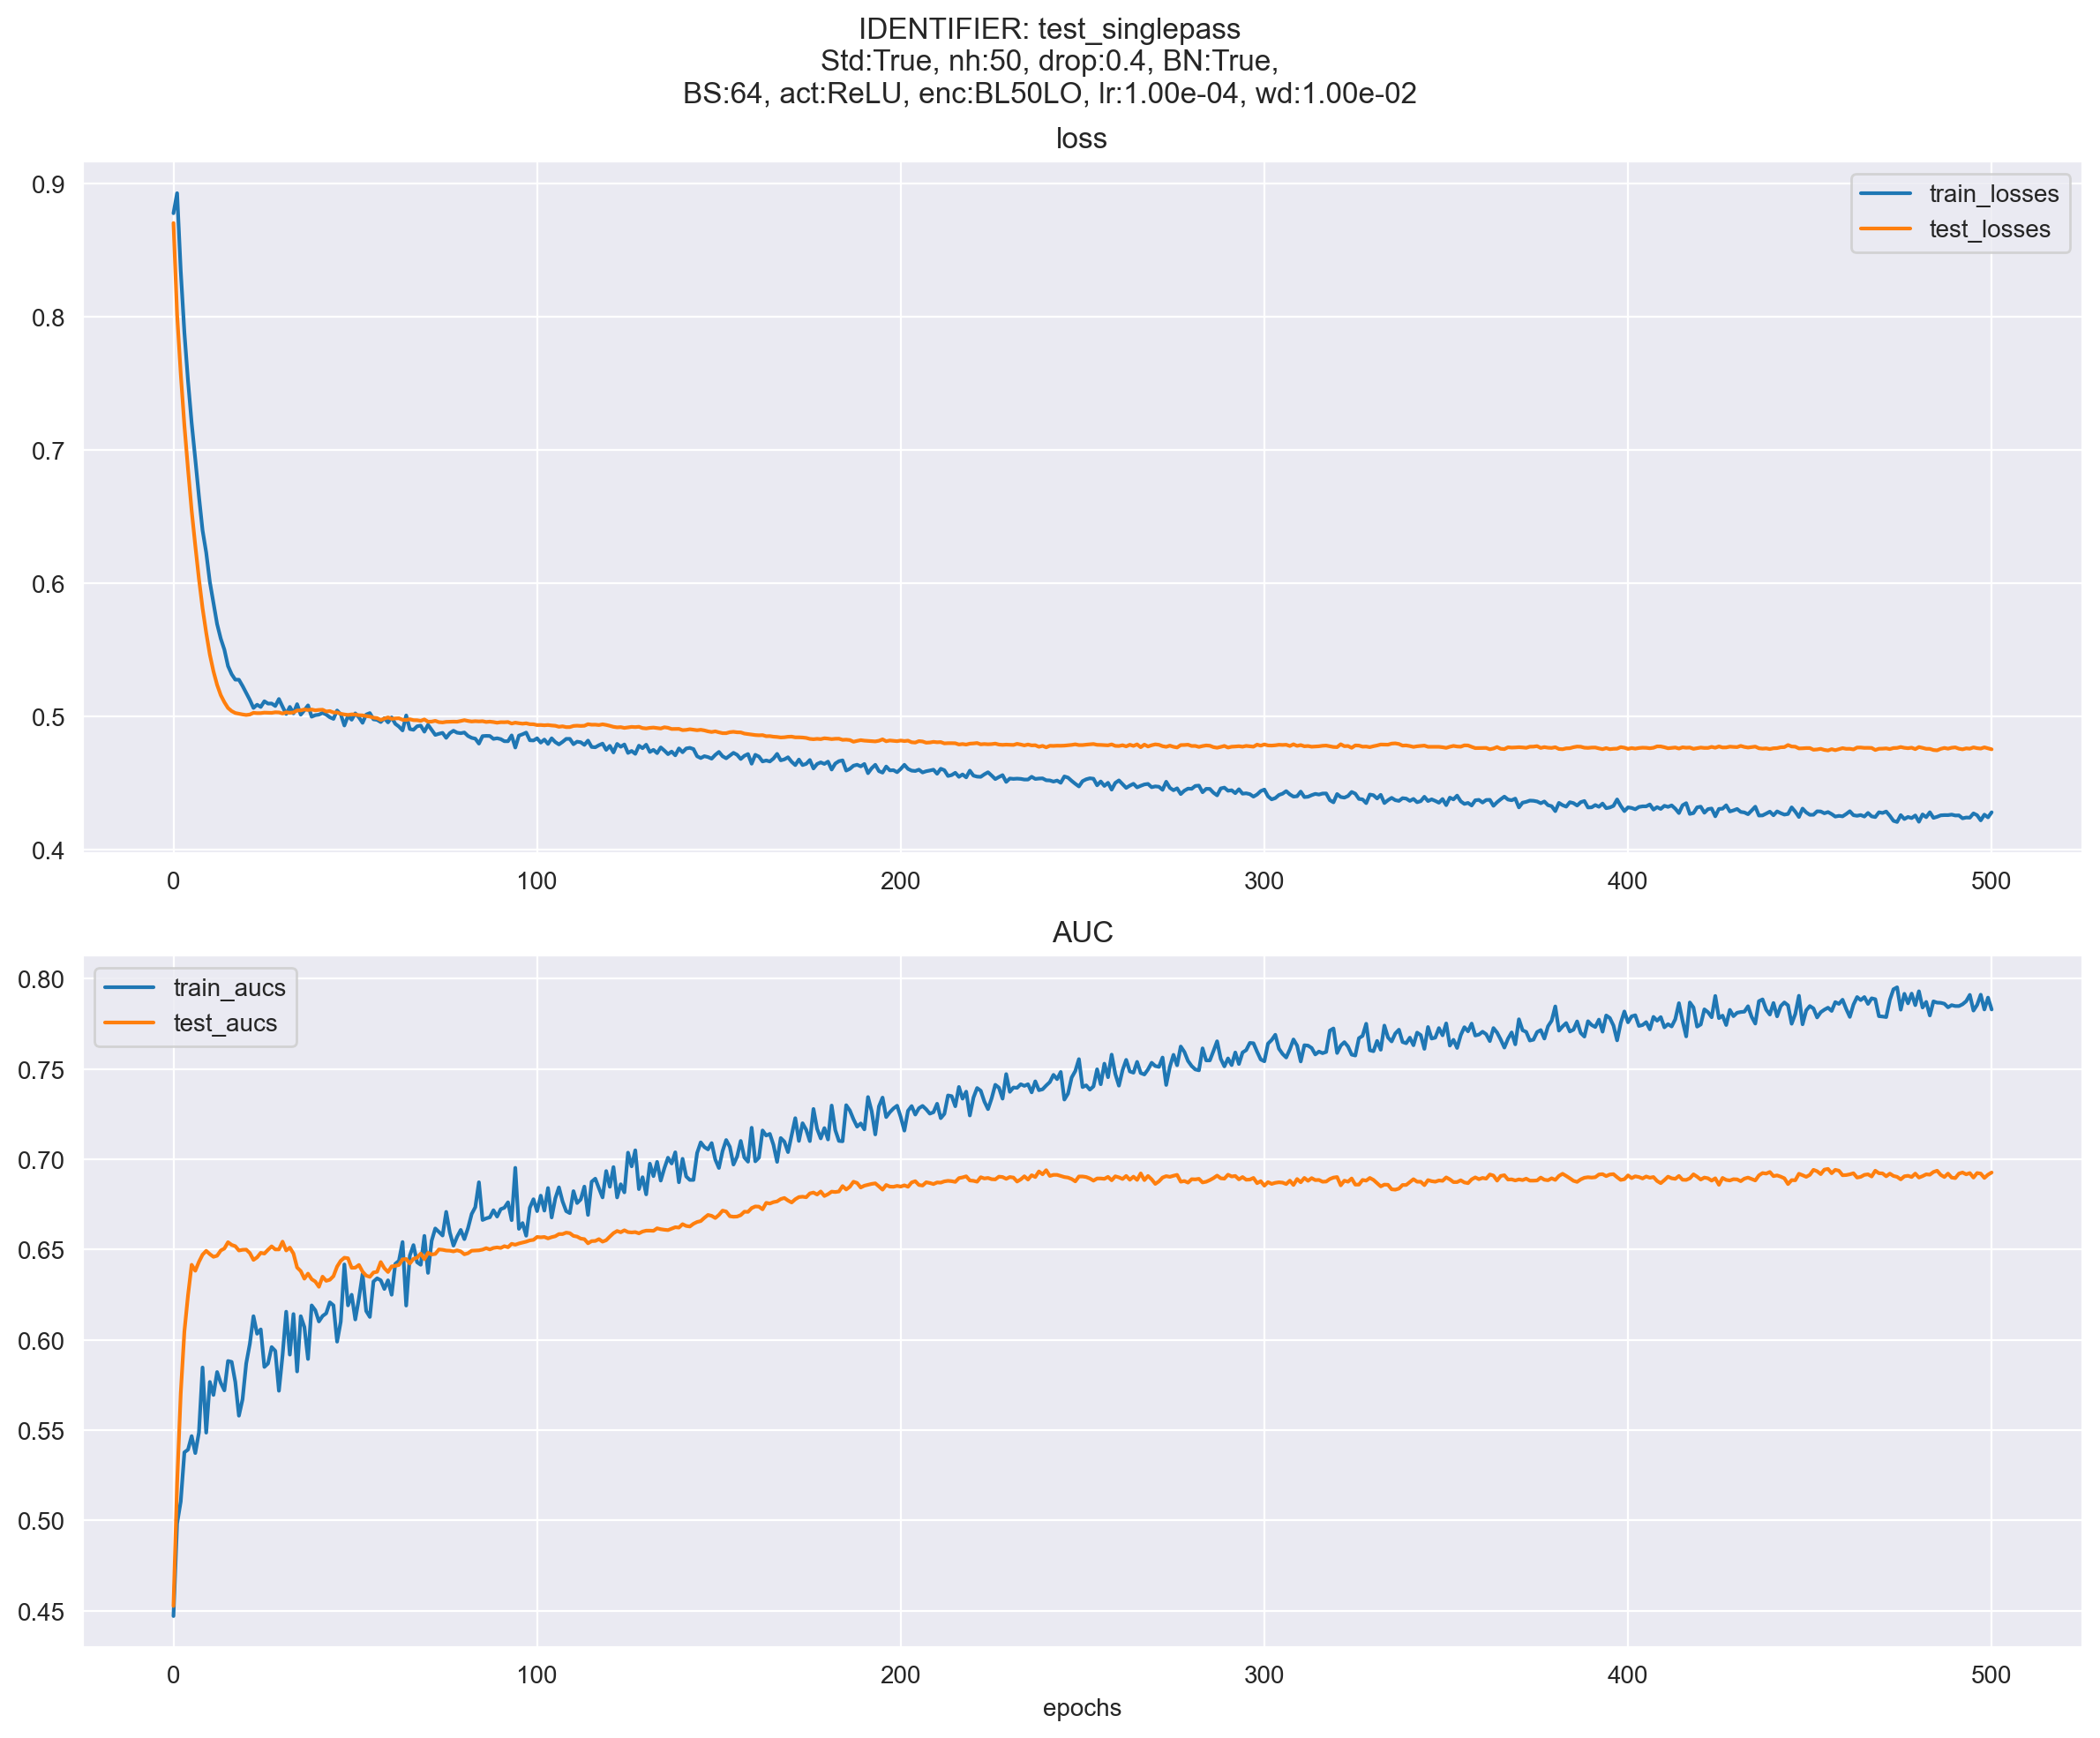 IDENTIFIER: test_singlepass
Std:True, nh:50, drop:0.4, BN:True,
BS:64, act:ReLU, enc:BL50LO, lr:1.00e-04, wd:1.00e-02
loss
train_losses
test_losses
0.9
0.8
0.7
0.6
0.5
0.4
0 100 200 300 400 500
AUC
train_aucs
test_aucs
0.80
0.75
0.70
0.65
0.60
0.55
0.50
0.45
0 100 200 300 400 500
epochs